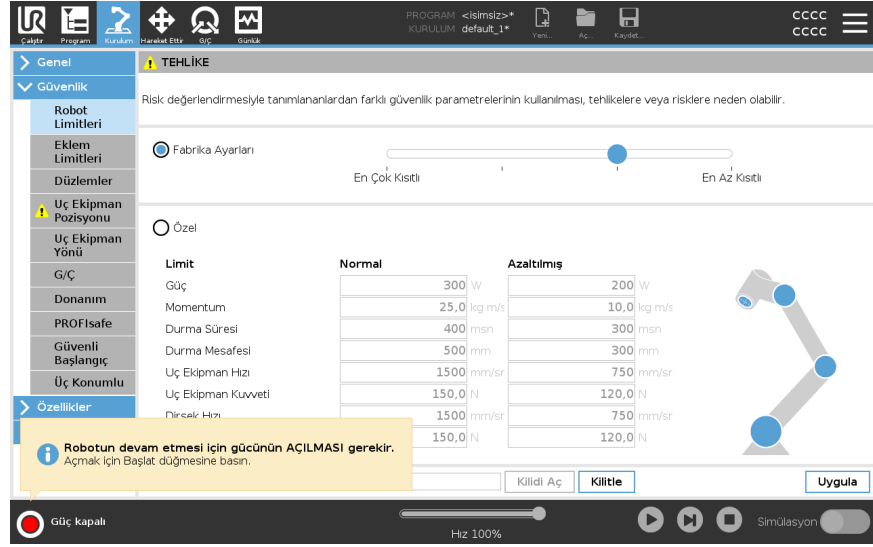 UR
Çalıştır
Program
Kurulum
Hareket Ettir
G/Ç
Günlük
PROGRAM <isimsiz>*
KURULUM default_1*
Yeni...
Aç...
Kaydet...
CCCC
CCCC
Genel
Güvenlik
Robot
Limitleri
Eklem
Limitleri
Düzlemler
Uç Ekipman
Pozisyonu
Uç Ekipman
Yönü
G/Ç
Donanım
PROFIsafe
Güvenli
Başlangıç
Üç Konumlu
Özellikler
TEHLİKE
Risk değerlendirmesiyle tanımlananlardan farklı güvenlik parametrelerinin kullanılması, tehlikelere veya risklere neden olabilir.
Fabrika Ayarları
En Çok Kısıtlı En Az Kısıtlı
Özel
Limit Normal Azaltılmış
Güç 300 W 200 W
Momentum 25,0 kg m/s 10,0 kg m/s
Durma Süresi 400 msn 300 msn
Durma Mesafesi 500 mm 300 mm
Uç Ekipman Hızı 1500 mm/sn 750 mm/sn
Uç Ekipman Kuvveti 150,0 N 120,0 N
Dirsek Hızı 1500 mm/sn 750 mm/sn
150,0 N 120,0 N
Robotun devam etmesi için gücünün AÇILMASI gerekir.
Açmak için Başlat düğmesine basın.
Kilidi Aç Kilitle Uygula
Güç kapalı
Hız 100%
Simülasyon